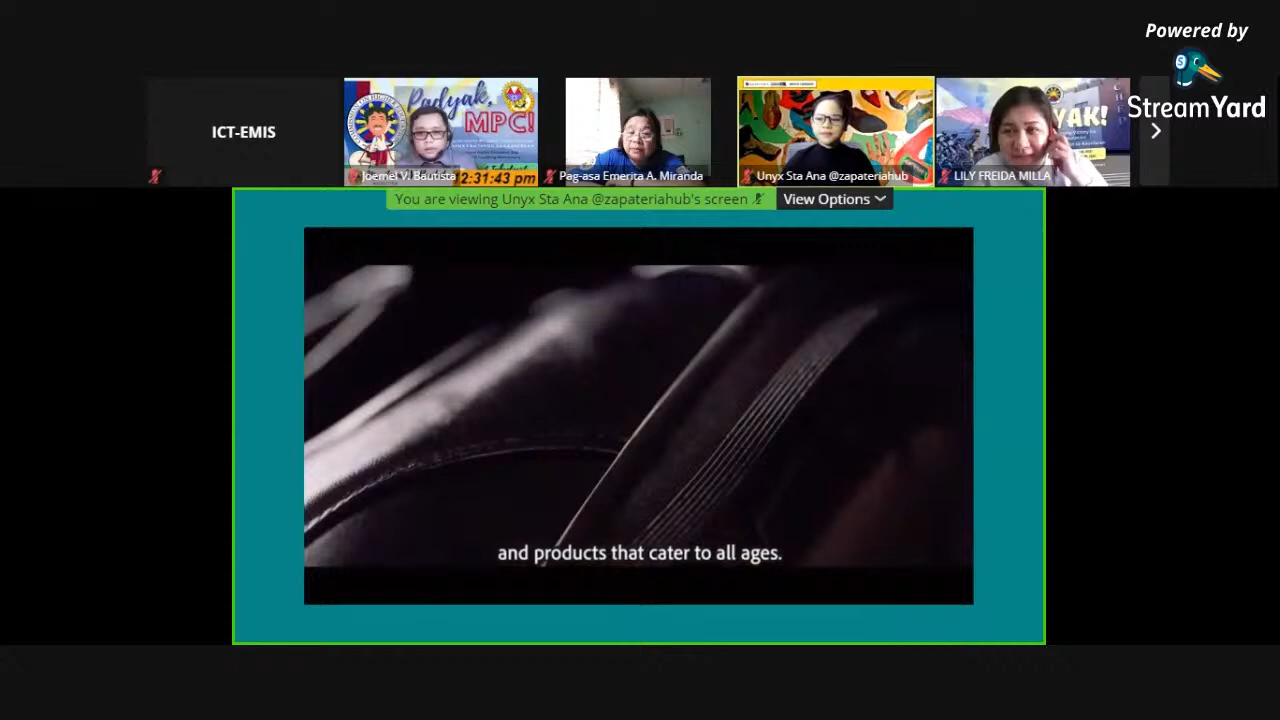 Powered by
StreamYard
ICT-EMIS
Padyak,
MPC!
2:31:43 pm
Joemel V. Bautista
Pag-asa Emerita A. Miranda
Unyx Sta Ana @zapateriahub
YAK!
LILY FREIDA MILLA
You are viewing Unyx Sta Ana @zapateriahub's screen
View Options
and products that cater to all ages.